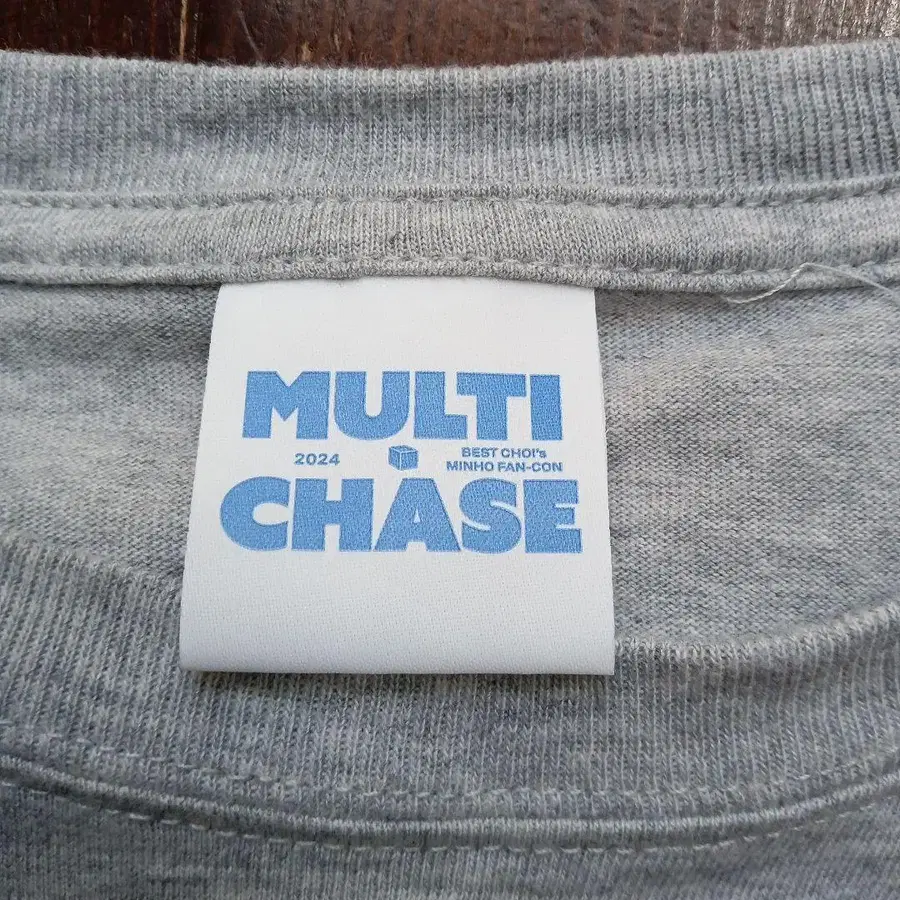 MULTI
2024
BEST CHOI's
MINHO FAN-CON
CHASE